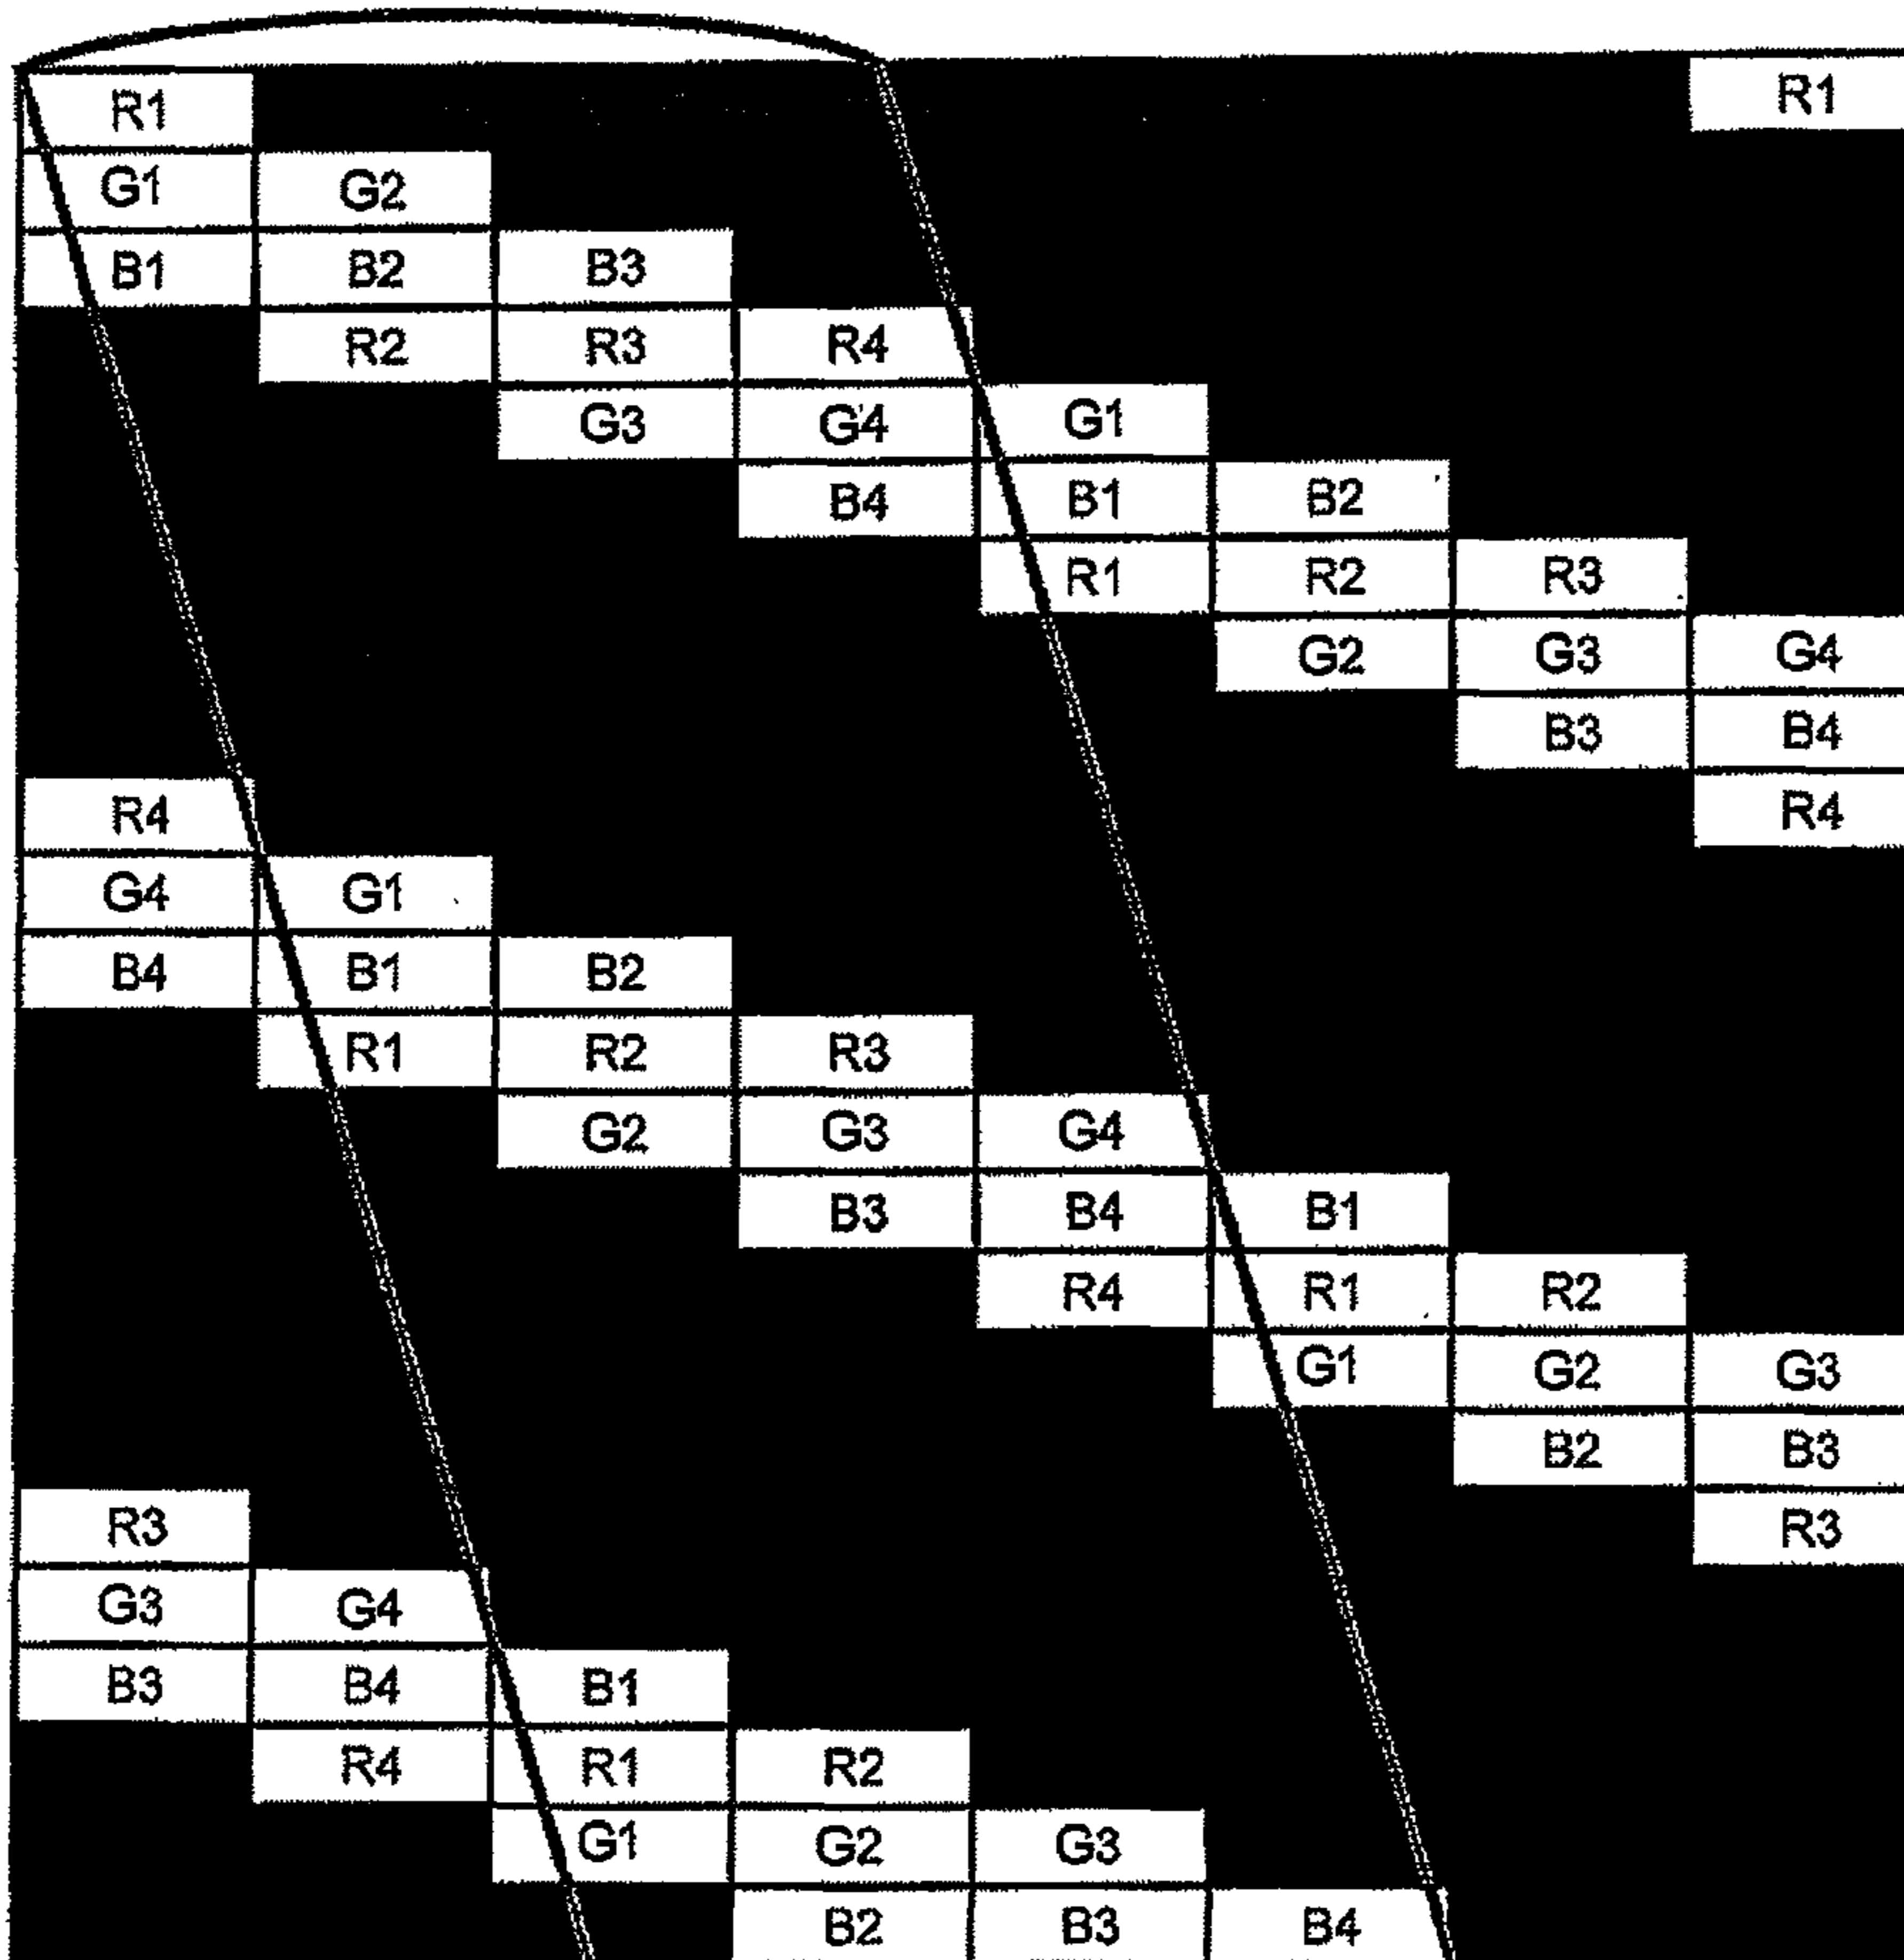 R1 R1
G1 G2
B1 B2 B3
R2 R3 R4
G3 G4 G1
B4 B1 B2
R1 R2 R3
G2 G3 G4
B3 B4
R4 R4
G4 G1
B4 B1 B2
R1 R2 R3
G2 G3 G4
B3 B4 B1
R4 R1 R2
G1 G2 G3
B2 B3
R3 R3
G3 G4
B3 B4 B1
R4 R1 R2
G1 G2 G3
B2 B3 B4